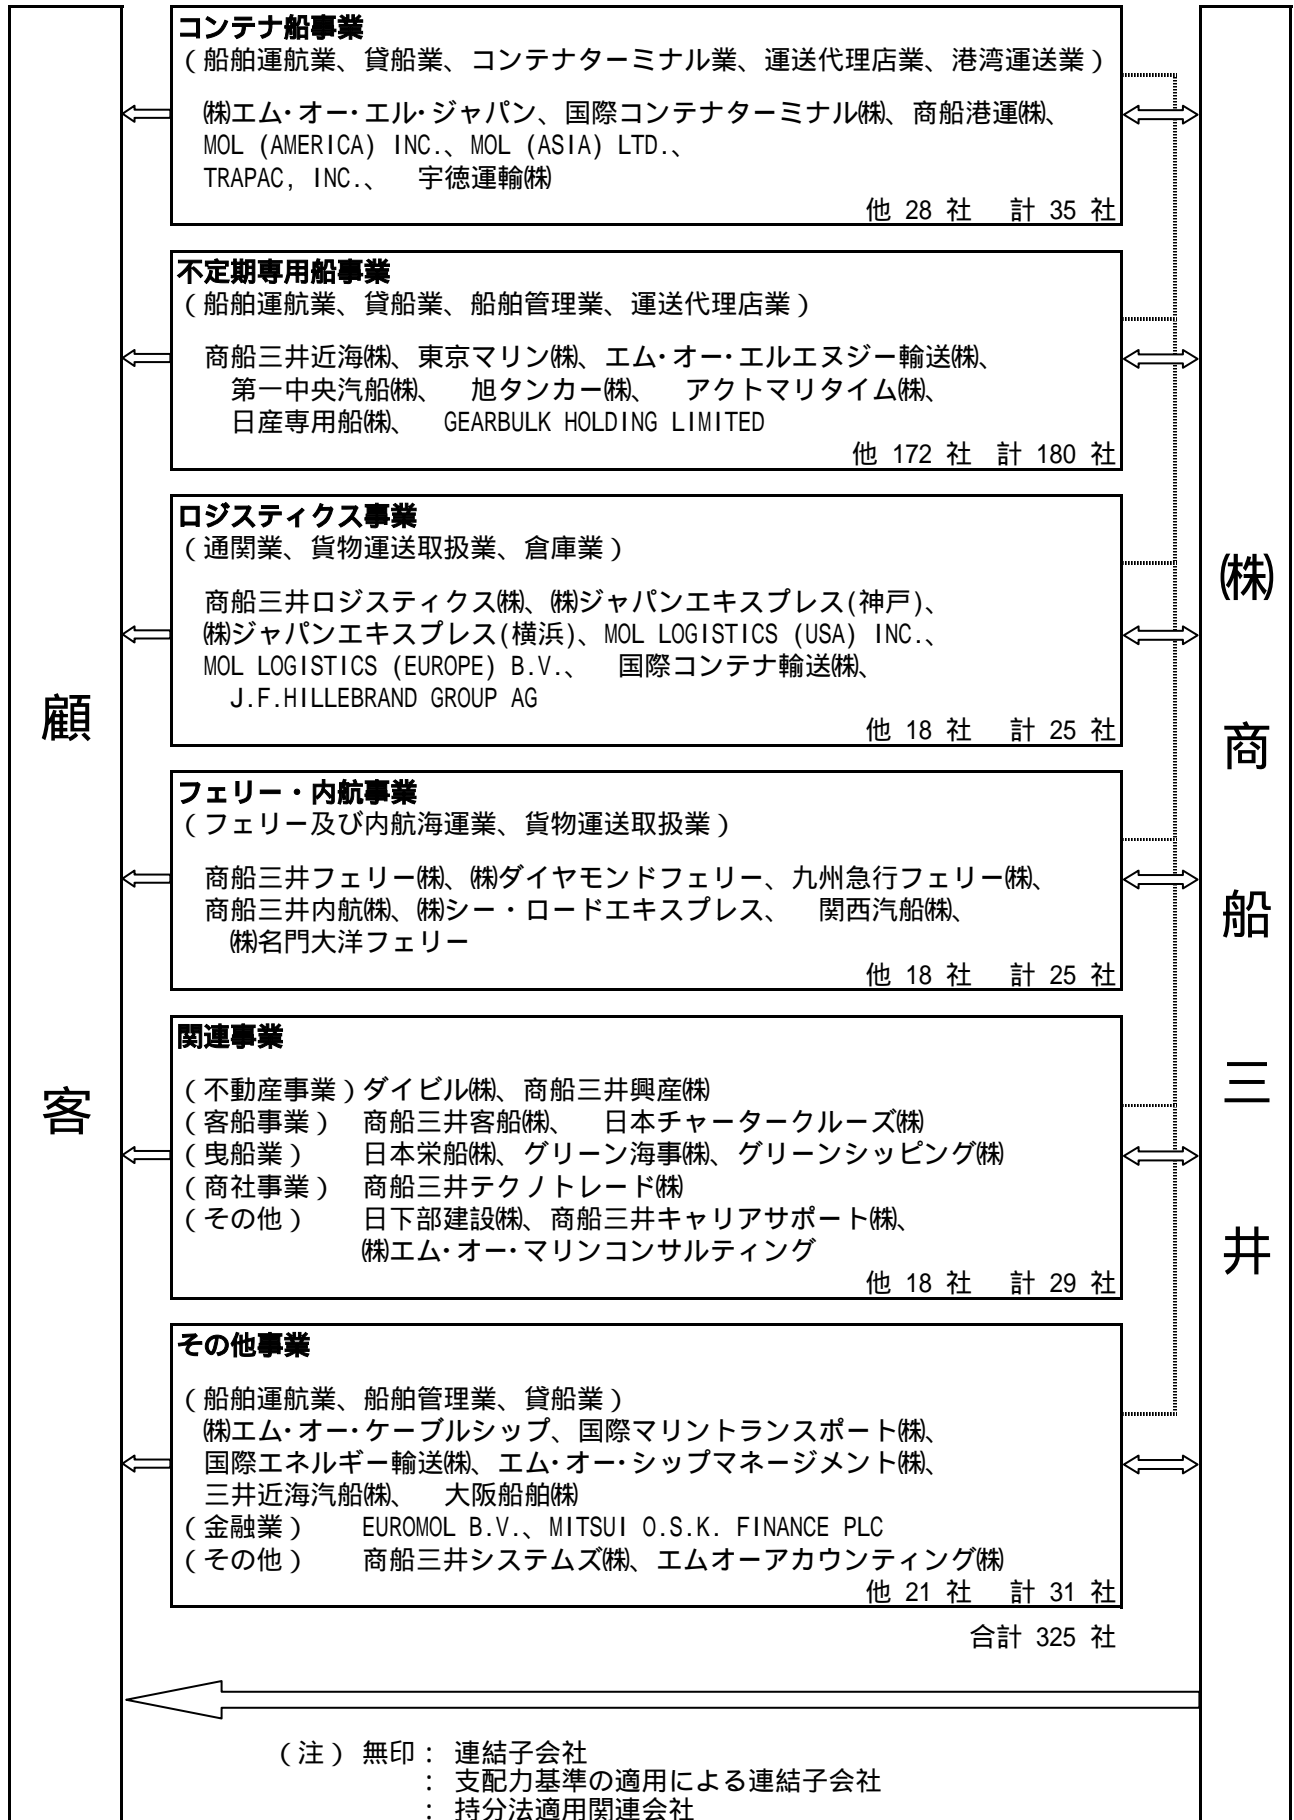 コンテナ船事業
(船舶運航業、貸船業、コンテナターミナル業、運送代理店業、港湾運送業)
㈱エム・オー・エル・ジャパン、国際コンテナターミナル㈱、商船港運㈱、
MOL (AMERICA) INC.、MOL (ASIA) LTD.、
TRAPAC, INC.、 宇徳運輸㈱
他 28 社 計 35 社
不定期専用船事業
(船舶運航業、貸船業、船舶管理業、運送代理店業)
商船三井近海㈱、東京マリン㈱、エム・オー・エルエヌジー輸送㈱、
第一中央汽船㈱、 旭タンカー㈱、 アクトマリタイム㈱、
日産専用船㈱、 GEARBULK HOLDING LIMITED
他 172 社 計 180 社
ロジスティクス事業
(通関業、貨物運送取扱業、倉庫業)
商船三井ロジスティクス㈱、㈱ジャパンエキスプレス(神戸)、
㈱ジャパンエキスプレス(横浜)、MOL LOGISTICS (USA) INC.、
MOL LOGISTICS (EUROPE) B.V.、 国際コンテナ輸送㈱、
J.F.HILLEBRAND GROUP AG
他 18 社 計 25 社
フェリー・内航事業
(フェリー及び内航海運業、貨物運送取扱業)
商船三井フェリー㈱、㈱ダイヤモンドフェリー、九州急行フェリー㈱、
商船三井内航㈱、㈱シー・ロードエキスプレス、 関西汽船㈱、
㈱名門大洋フェリー
他 18 社 計 25 社
関連事業
(不動産事業)ダイビル㈱、商船三井興産㈱
(客船事業) 商船三井客船㈱、 日本チャータークルーズ㈱
(曳船業) 日本栄船㈱、グリーン海事㈱、グリーンシッピング㈱
(商社事業) 商船三井テクノトレード㈱
(その他) 日下部建設㈱、商船三井キャリアサポート㈱、
㈱エム・オー・マリンコンサルティング
他 18 社 計 29 社
その他事業
(船舶運航業、船舶管理業、貸船業)
㈱エム・オー・ケーブルシップ、国際マリントランスポート㈱、
国際エネルギー輸送㈱、エム・オー・シップマネージメント㈱、
三井近海汽船㈱、 大阪船舶㈱
(金融業) EUROMOL B.V.、MITSUI O.S.K. FINANCE PLC
(その他) 商船三井システムズ㈱、エムオーアカウンティング㈱
他 21 社 計 31 社
合計 325 社
顧客
㈱商船三井
(注) 無印: 連結子会社
: 支配力基準の適用による連結子会社
: 持分法適用関連会社